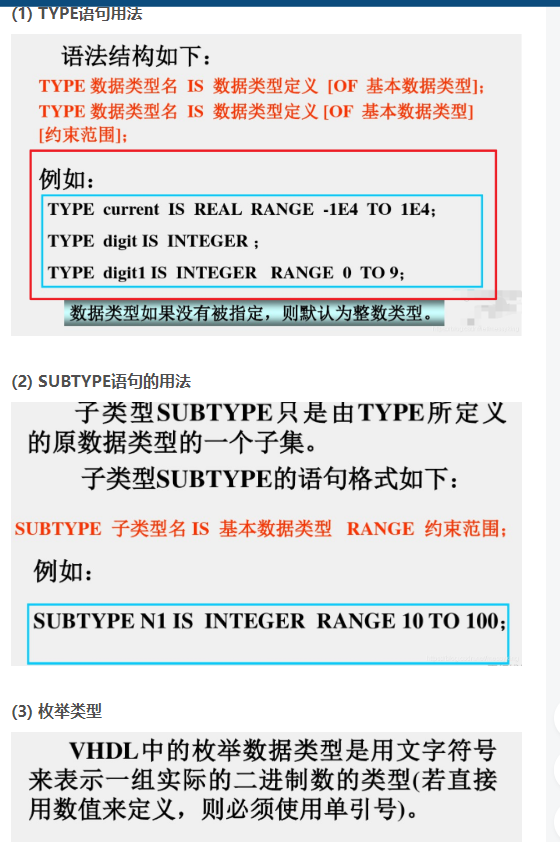 (1) TYPE语句用法
语法结构如下：
TYPE 数据类型名 IS 数据类型定义 [OF 基本数据类型];
TYPE 数据类型名 IS 数据类型定义 [OF 基本数据类型]
[约束范围];
例如：
TYPE current IS REAL RANGE -1E4 TO 1E4;
TYPE digit IS INTEGER ;
TYPE digit1 IS INTEGER RANGE 0 TO 9;
数据类型如果没有被指定，则默认为整数类型。
(2) SUBTYPE语句的用法
子类型SUBTYPE只是由TYPE所定义
的原数据类型的一个子集。
子类型SUBTYPE的语句格式如下：
SUBTYPE 子类型名 IS 基本数据类型 RANGE 约束范围;
例如：
SUBTYPE N1 IS INTEGER RANGE 10 TO 100;
(3) 枚举类型
VHDL中的枚举数据类型是用文字符号
来表示一组实际的二进制数的类型(若直接
用数值来定义，则必须使用单引号)。